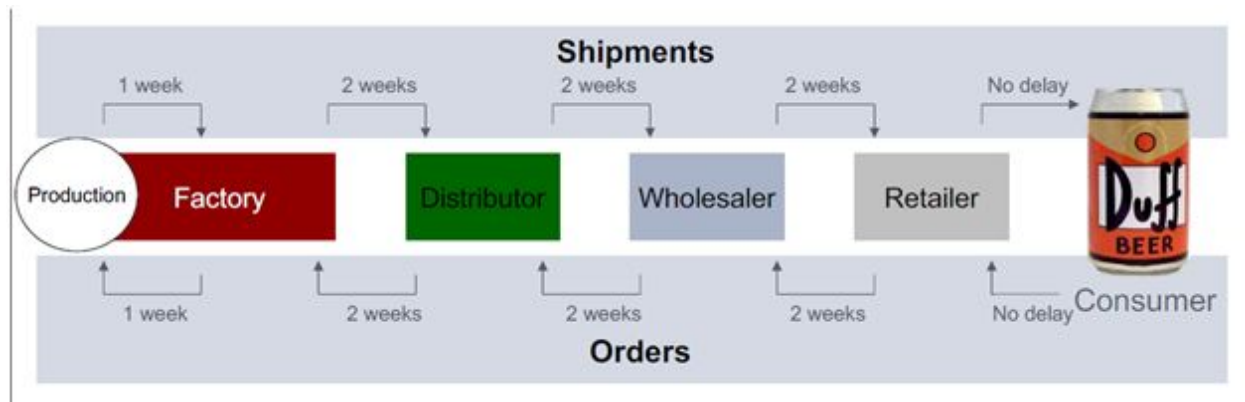 Shipments
1 week 2 weeks 2 weeks 2 weeks No delay
Production Factory Distributor Wholesaler Retailer Duff
BEER
1 week 2 weeks 2 weeks 2 weeks No delay Consumer
Orders